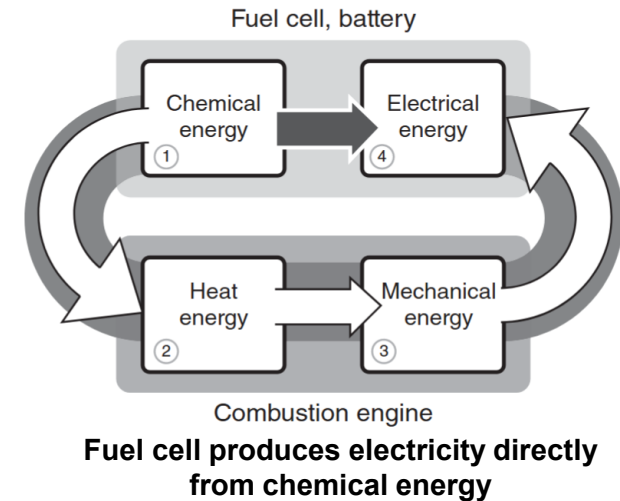 Fuel cell, battery
Chemical
energy
1
Electrical
energy
4
Heat
energy
2
Mechanical
energy
3
Combustion engine
Fuel cell produces electricity directly
from chemical energy